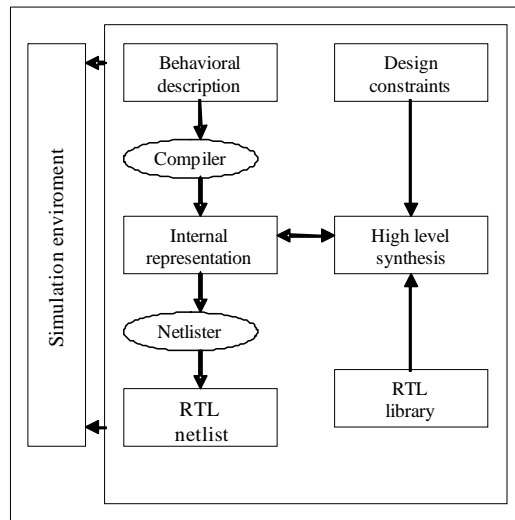 Simulation enviroment
Behavioral
description
Design
constraints
Compiler
Internal
representation
High level
synthesis
Netlister
RTL
netlist
RTL
library